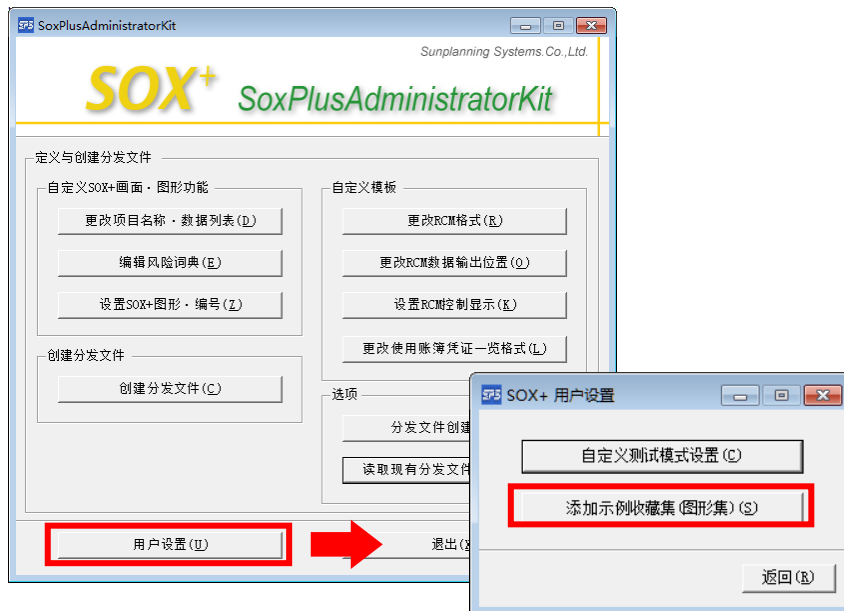 SPS SoxPlusAdministratorKit
Sunplanning Systems.Co.,Ltd.
SOX+ SoxPlusAdministratorKit
定义与创建分发文件
自定义SOX+画面·图形功能
更改项目名称·数据列表(D)
编辑风险词典(E)
设置SOX+图形·编号(Z)
创建分发文件
创建分发文件(C)
自定义模板
更改RCM格式(R)
更改RCM数据输出位置(O)
设置RCM控制显示(K)
更改使用账簿凭证一览格式(L)
选项
分发文件创建
读取现有分发文件
用户设置(U)
退出(X
SPS SOX+ 用户设置
自定义测试模式设置(C)
添加示例收藏集(图形集)(S)
返回(R)